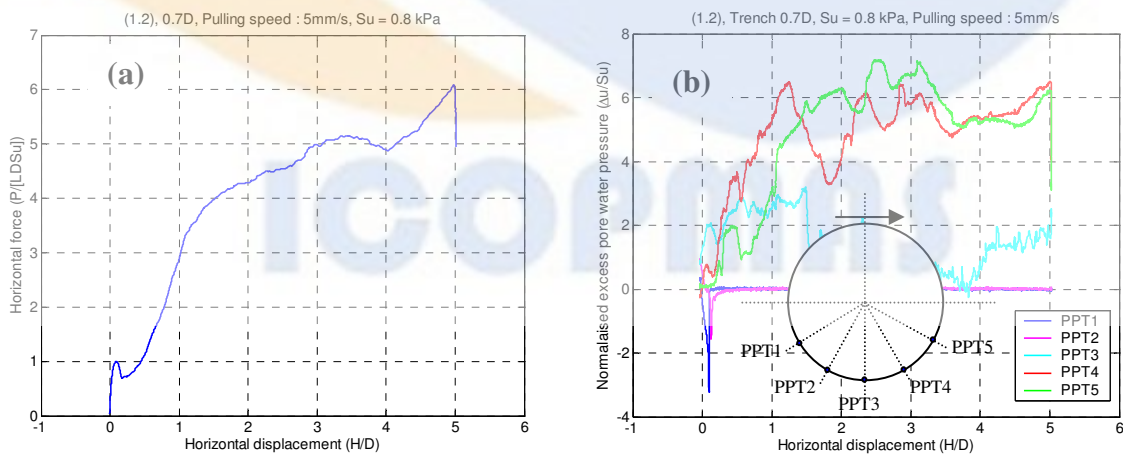 (1.2), 0.7D, Pulling speed : 5mm/s, Su = 0.8 kPa
(a)
Horizontal force (P/[LDSu])
7
6
5
4
3
2
1
0
-1 0 1 2 3 4 5 6
Horizontal displacement (H/D)
(1.2), Trench 0.7D, Su = 0.8 kPa, Pulling speed : 5mm/s
(b)
Normalaised excess pore water pressure (Δu/Su)
8
6
4
2
0
-2
-4
-1 0 1 2 3 4 5 6
Horizontal displacement (H/D)
PPT1
PPT2
PPT3
PPT4
PPT5
PPT1
PPT2
PPT3
PPT4
PPT5
ICOPMAS